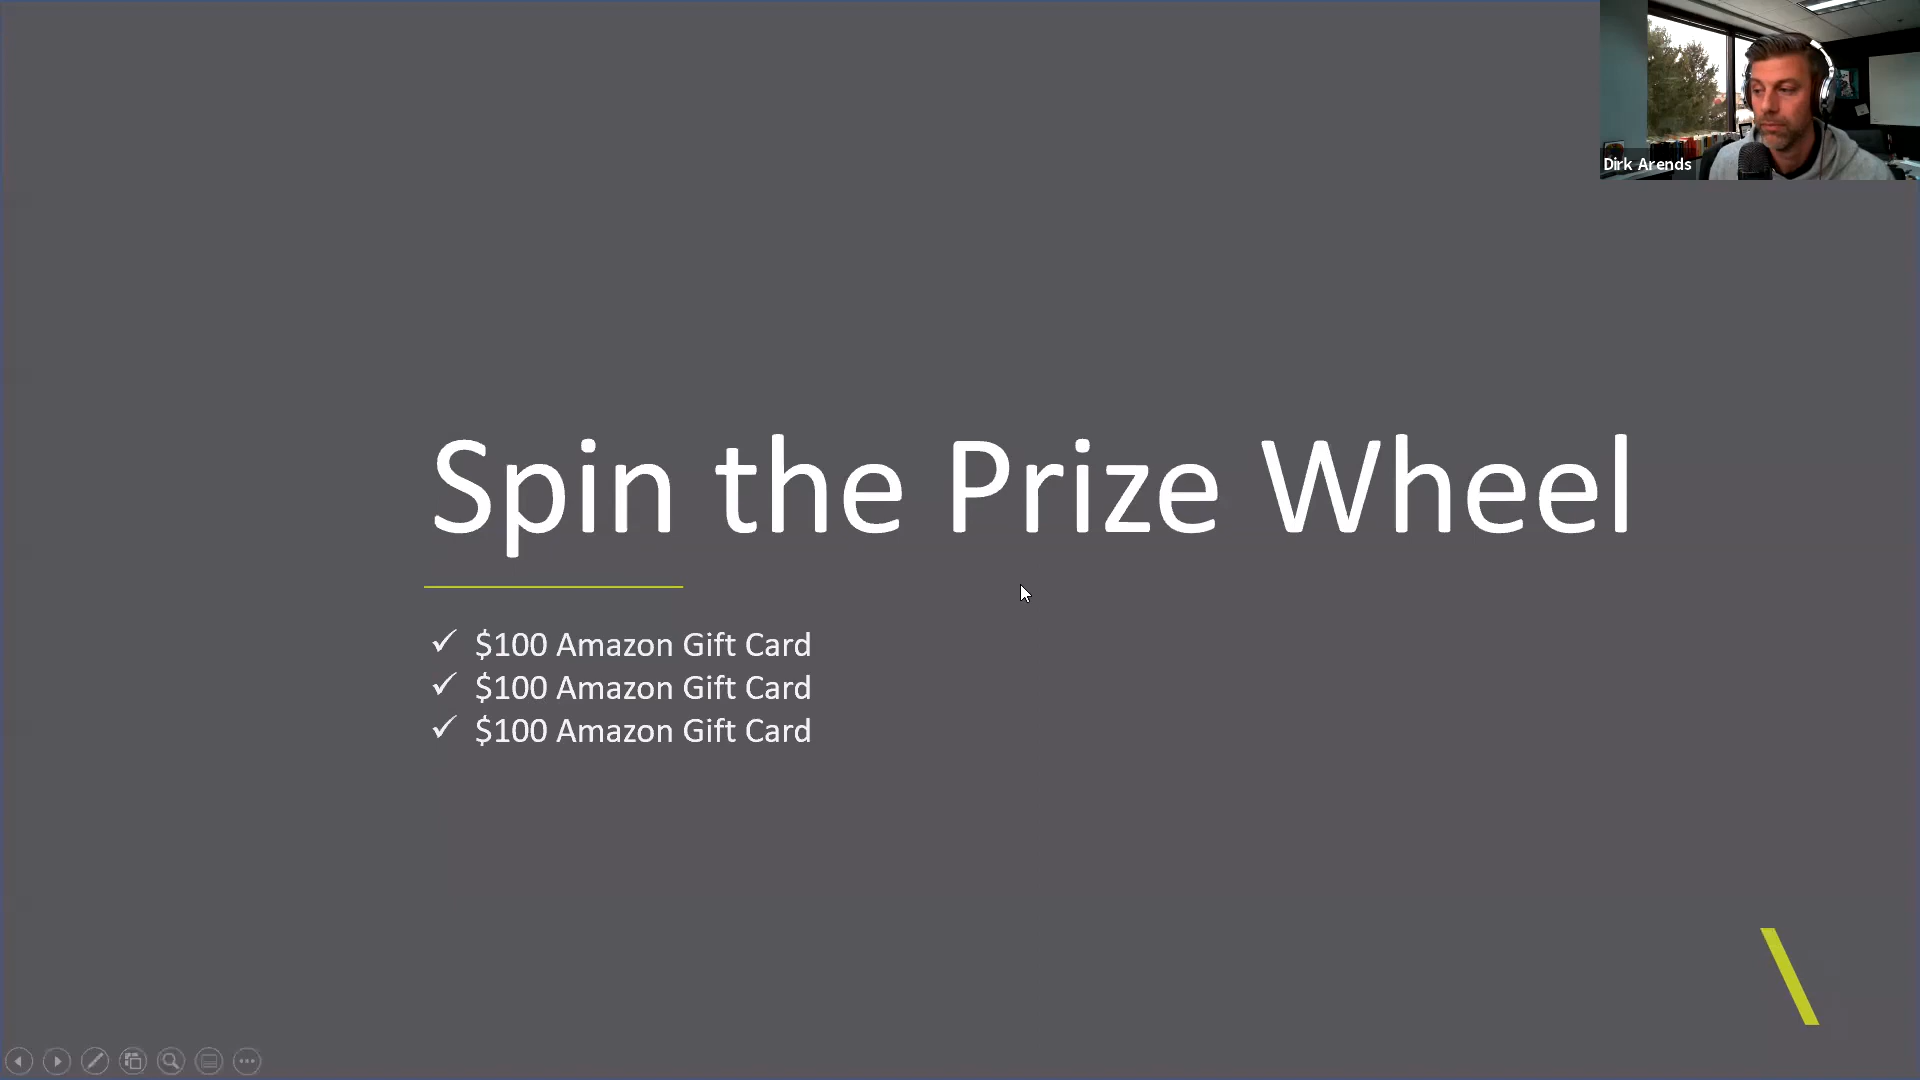 Dirk Arends
Spin the Prize Wheel
✓ $100 Amazon Gift Card
✓ $100 Amazon Gift Card
✓ $100 Amazon Gift Card